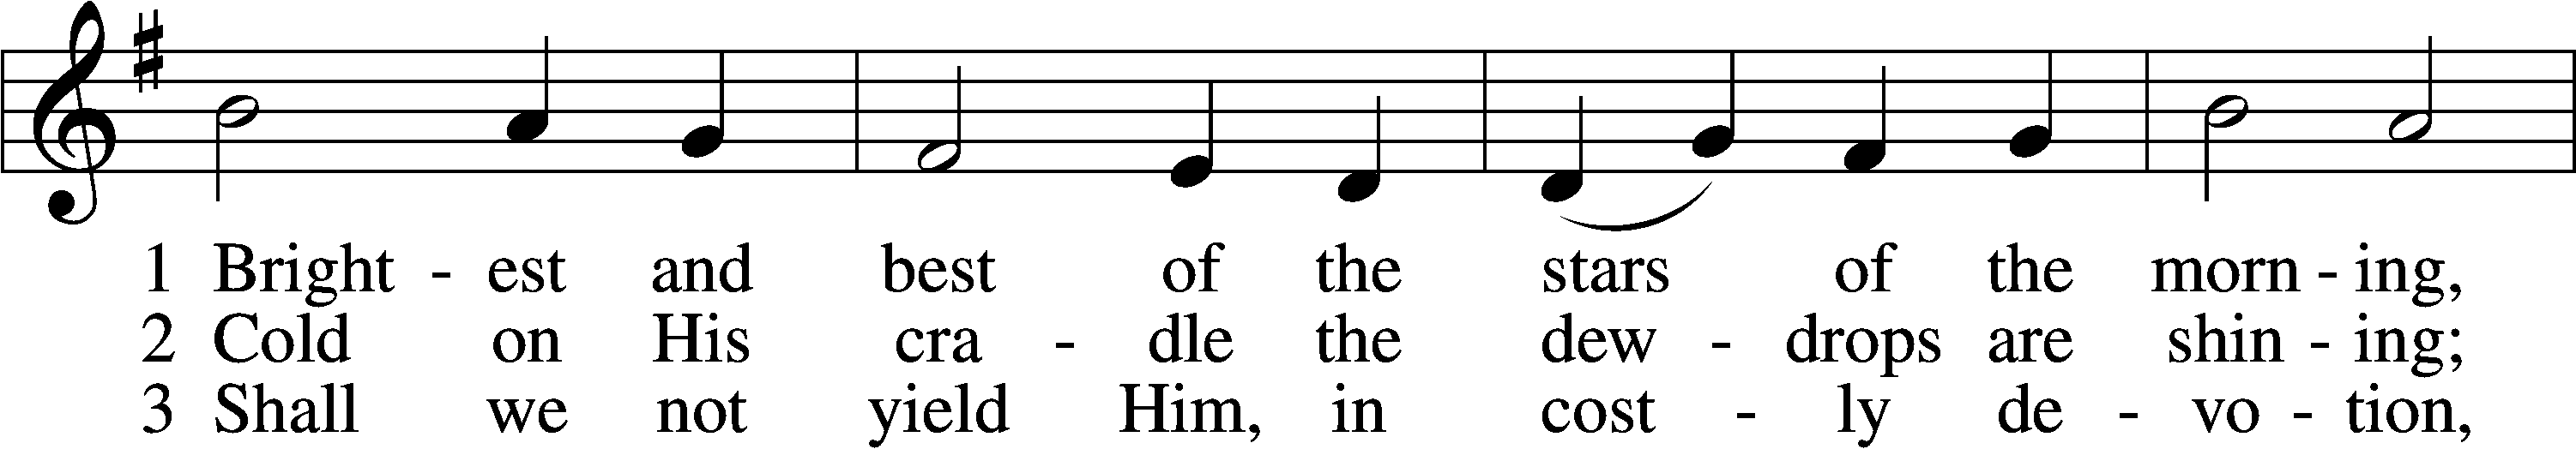 1 Bright - est and best of the stars of the morn - ing,
2 Cold on His cra - dle the dew - drops are shin - ing;
3 Shall we not yield Him, in cost - ly de - vo - tion,